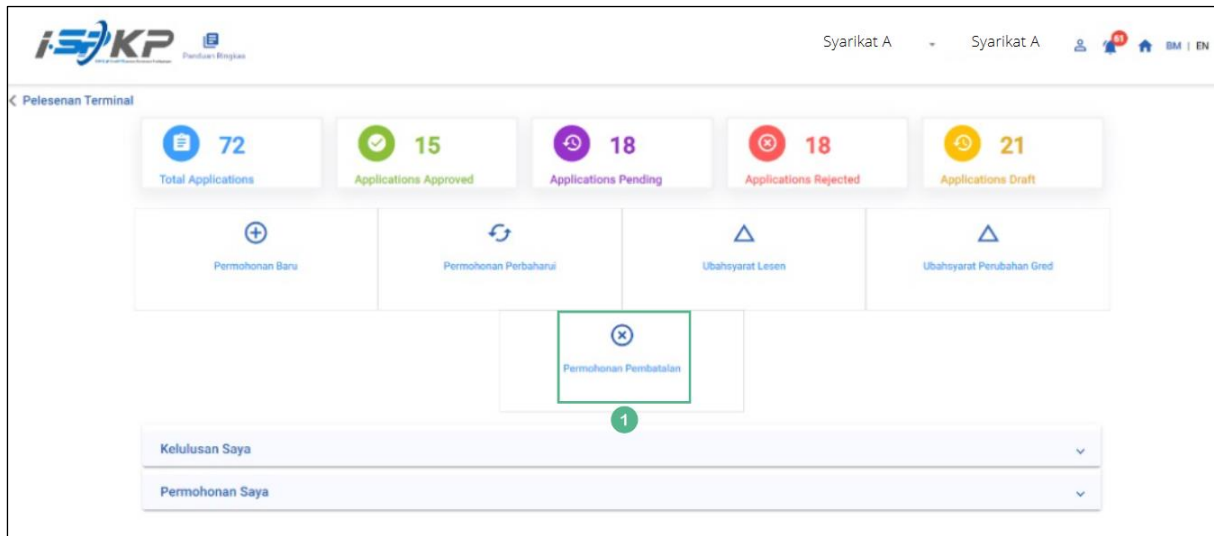 i-SPKP
Panduan Ringkas
Syarikat A
Syarikat A
61
BM | EN
Pelesenan Terminal
72
Total Applications
15
Applications Approved
18
Applications Pending
18
Applications Rejected
21
Applications Draft
Permohonan Baru
Permohonan Perbaharui
Ubahsyarat Lesen
Ubahsyarat Perubahan Gred
Permohonan Pembatalan
1
Kelulusan Saya
Permohonan Saya